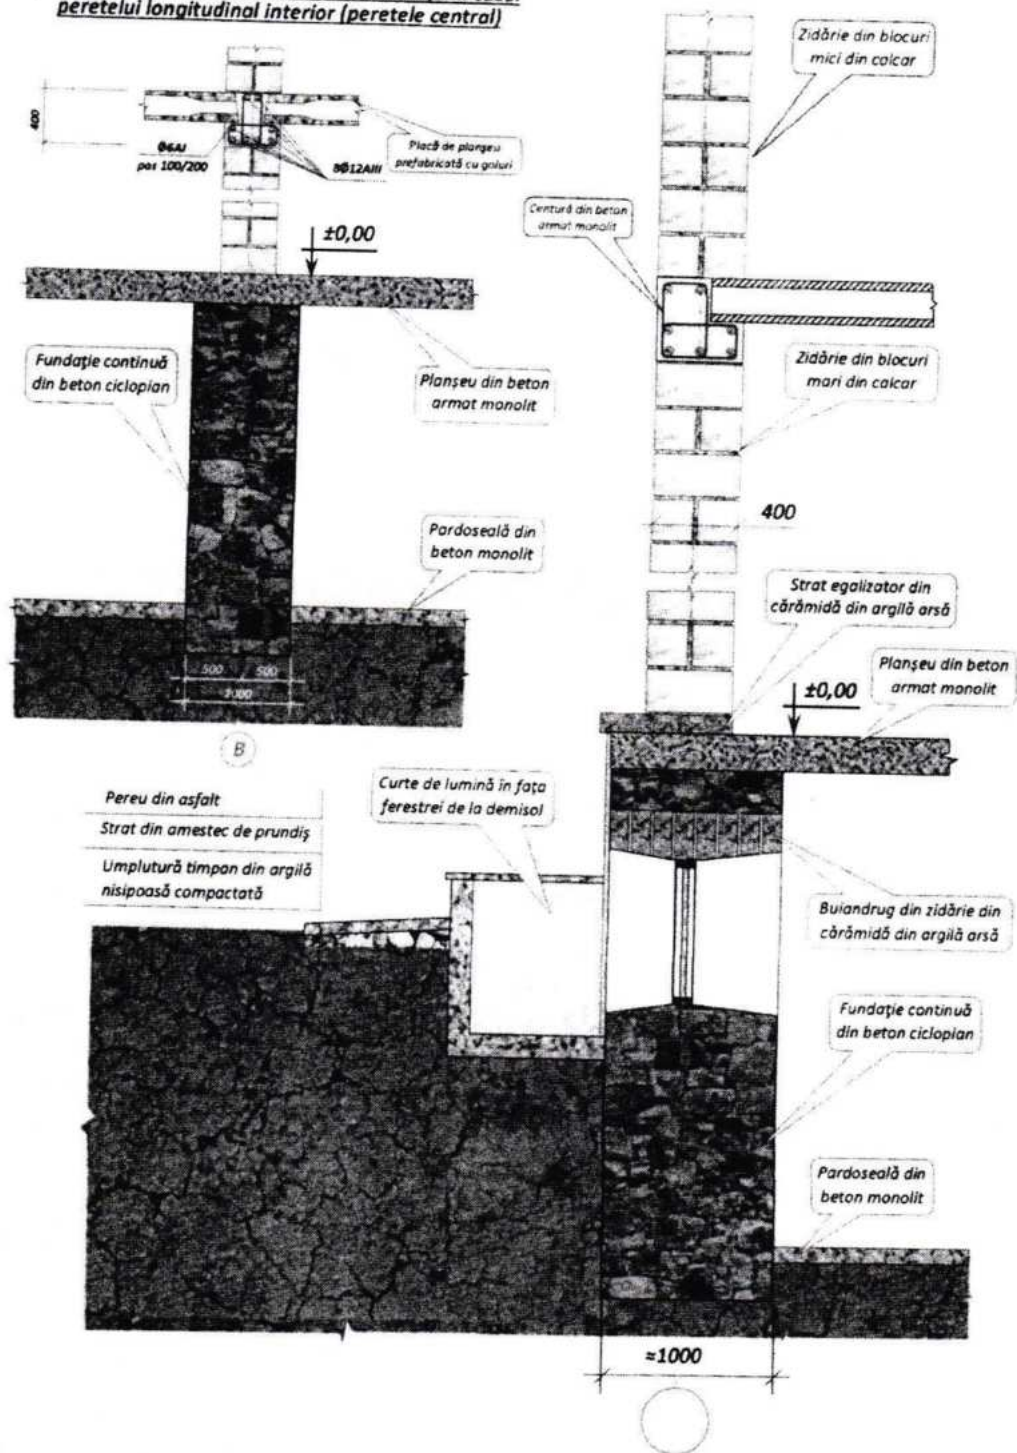 peretelui longitudinal interior (peretele central)
Zidărie din blocuri
mici din calcar
400
Ø6AI
pas 100/200
8Ø12AIII
Placă de planșeu
prefabricată cu goluri
Centură din beton
armat monolit
±0,00
Fundație continuă
din beton ciclopian
Planșeu din beton
armat monolit
Zidărie din blocuri
mari din calcar
400
Pardoseală din
beton monolit
Strat egalizator din
cărămidă din argilă arsă
500
500
1000
B
Planșeu din beton
armat monolit
±0,00
Pereu din asfalt
Strat din amestec de prundiș
Umplutură timpan din argilă
nisipoasă compactată
Curte de lumină în fața
ferestrei de la demisol
Buiandrug din zidărie din
cărămidă din argilă arsă
Fundație continuă
din beton ciclopian
Pardoseală din
beton monolit
≈1000